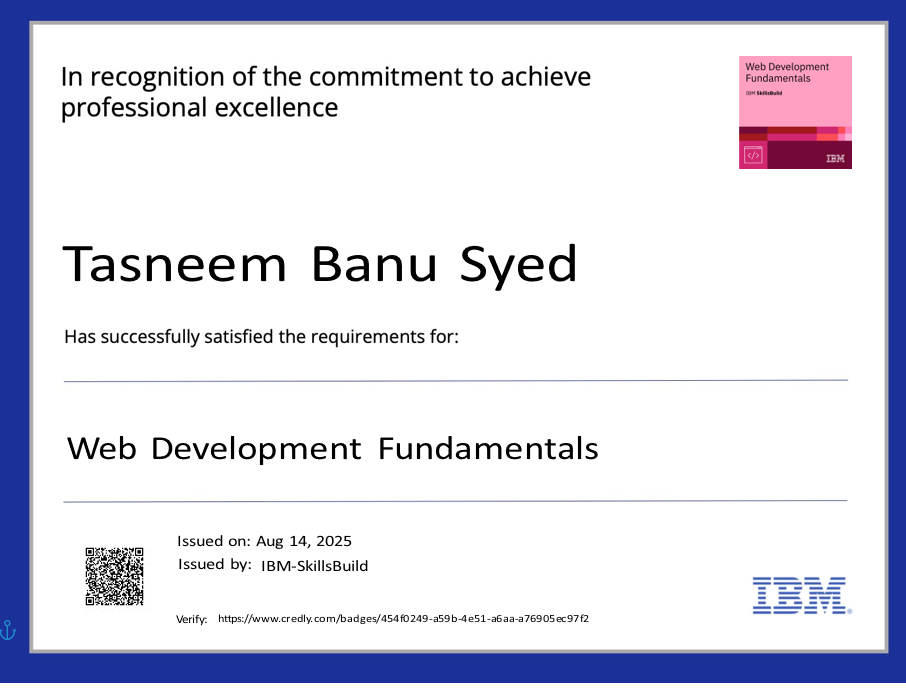 In recognition of the commitment to achieve
professional excellence
Web Development
Fundamentals
IBM SkillsBuild
</>
IBM
Tasneem Banu Syed
Has successfully satisfied the requirements for:
Web Development Fundamentals
Issued on: Aug 14, 2025
Issued by: IBM-SkillsBuild
Verify: https://www.credly.com/badges/454f0249-a59b-4e51-a6aa-a76905ec97f2
IBM®